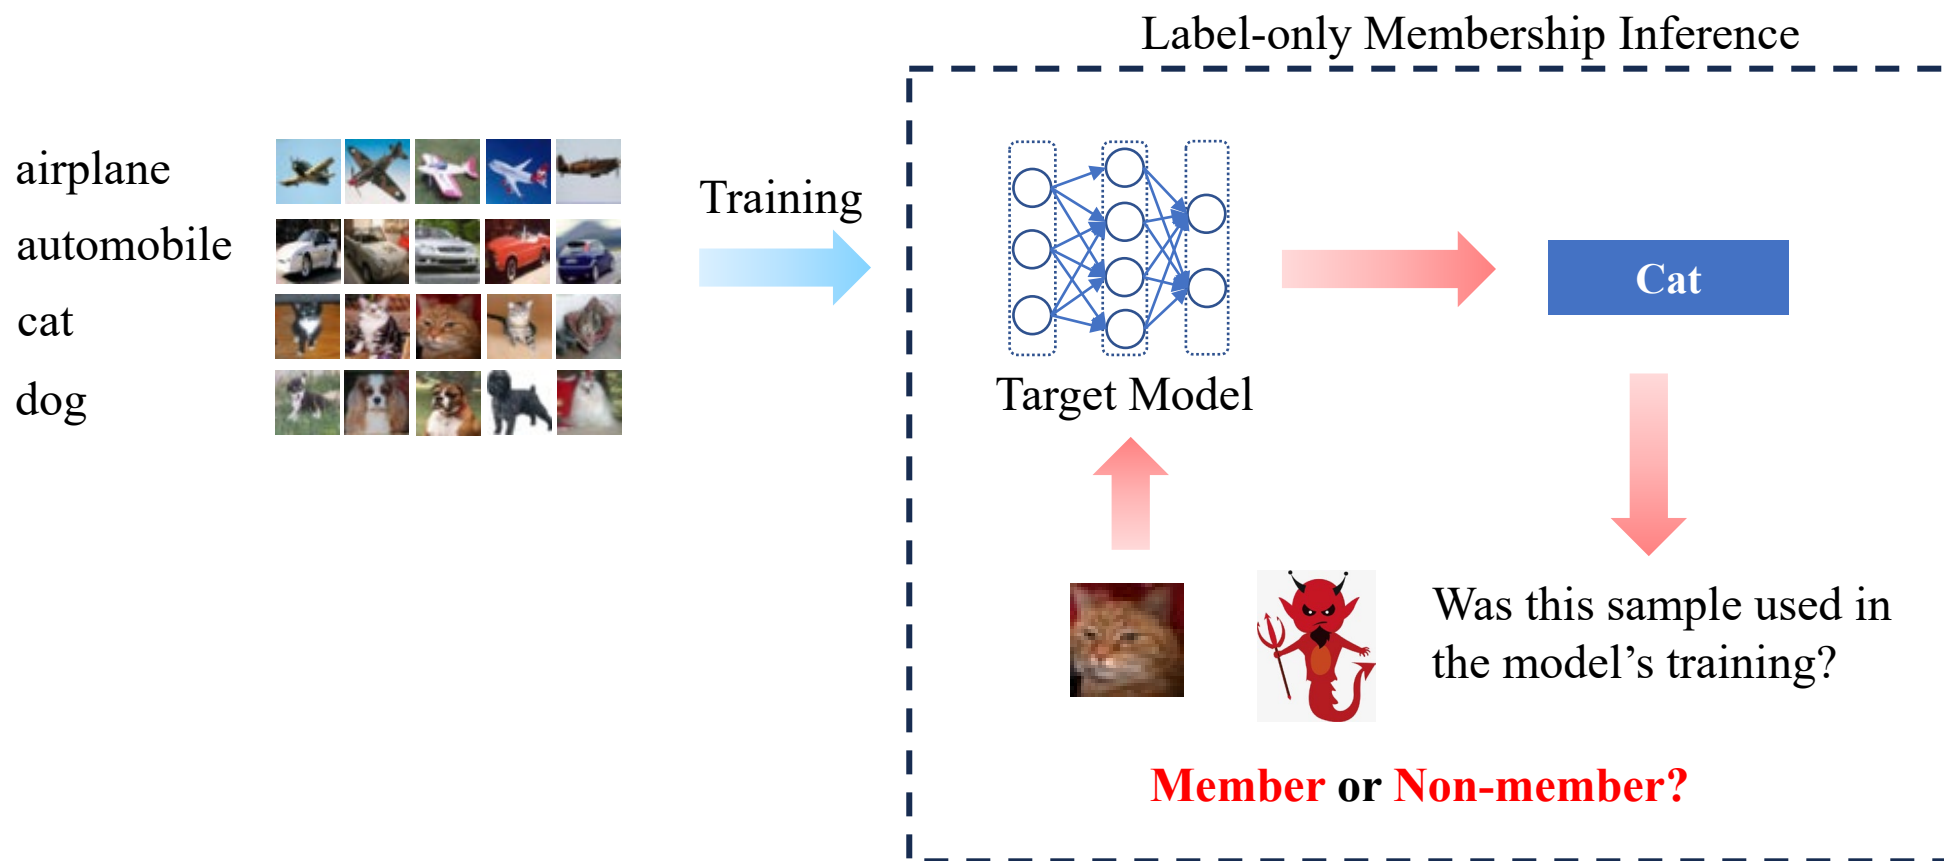 Label-only Membership Inference
airplane
automobile
cat
dog
Training
Target Model
Cat
Was this sample used in
the model’s training?
Member or Non-member?